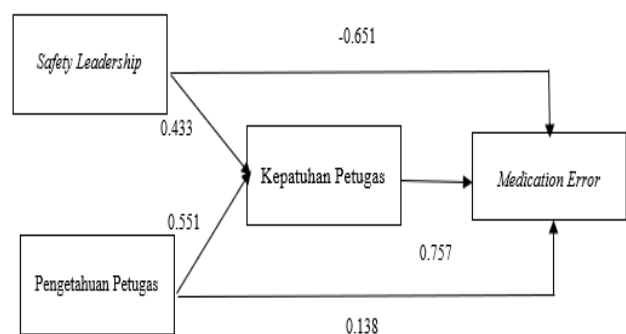 -0.651
Safety Leadership
0.433
Kepatuhan Petugas
Medication Error
0.551
0.757
Pengetahuan Petugas
0.138